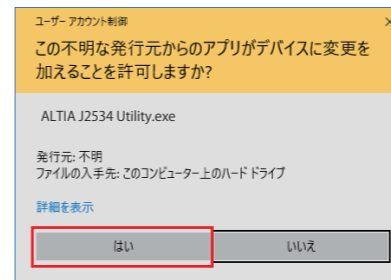 ユーザー アカウント制御
この不明な発行元からのアプリがデバイスに変更を
加えることを許可しますか?
ALTIA J2534 Utility.exe
発行元: 不明
ファイルの入手先: このコンピューター上のハード ドライブ
詳細を表示
はい
いいえ